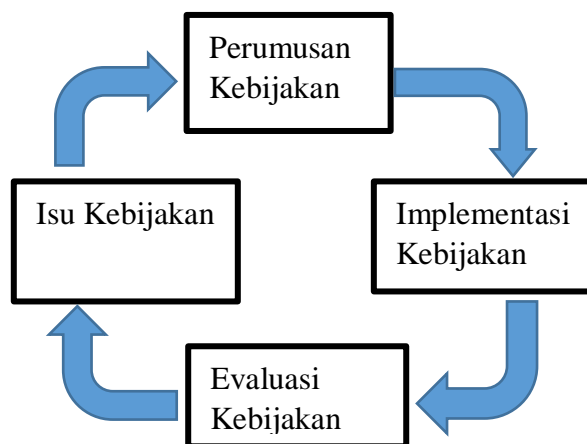 Perumusan
Kebijakan
Isu Kebijakan
Implementasi
Kebijakan
Evaluasi
Kebijakan